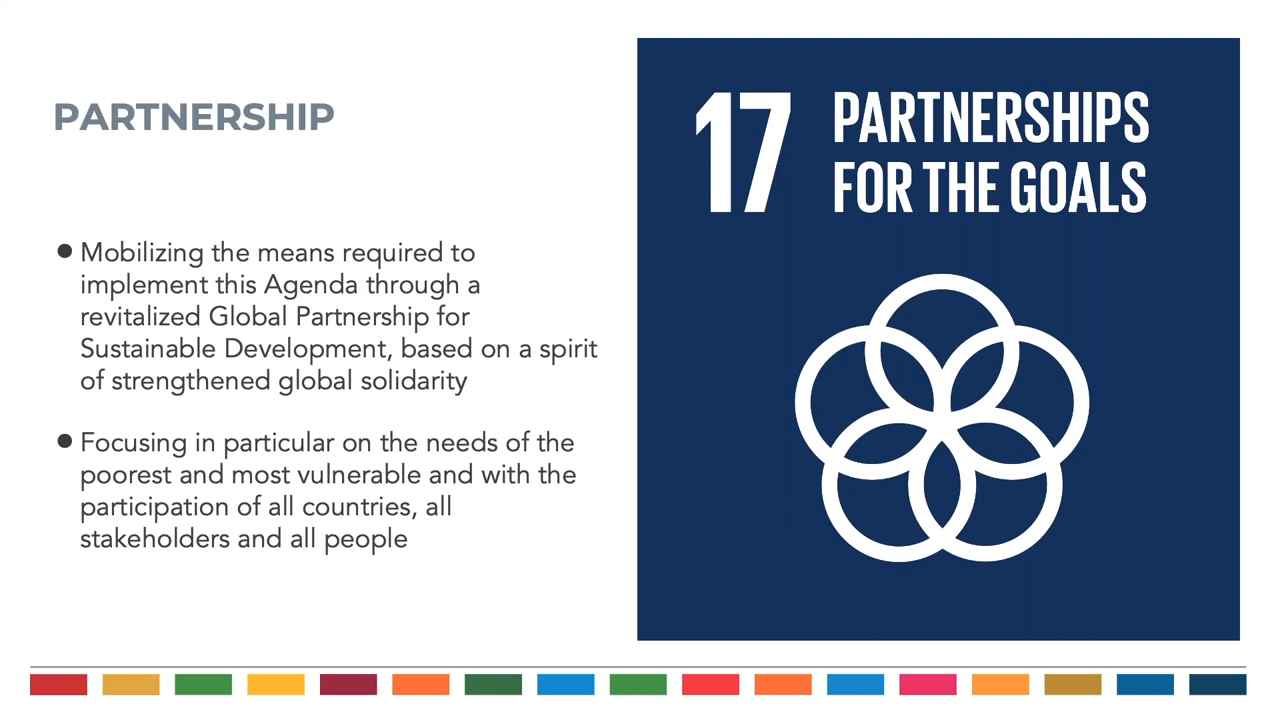 PARTNERSHIP
● Mobilizing the means required to
implement this Agenda through a
revitalized Global Partnership for
Sustainable Development, based on a spirit
of strengthened global solidarity
● Focusing in particular on the needs of the
poorest and most vulnerable and with the
participation of all countries, all
stakeholders and all people
17 PARTNERSHIPS
FOR THE GOALS